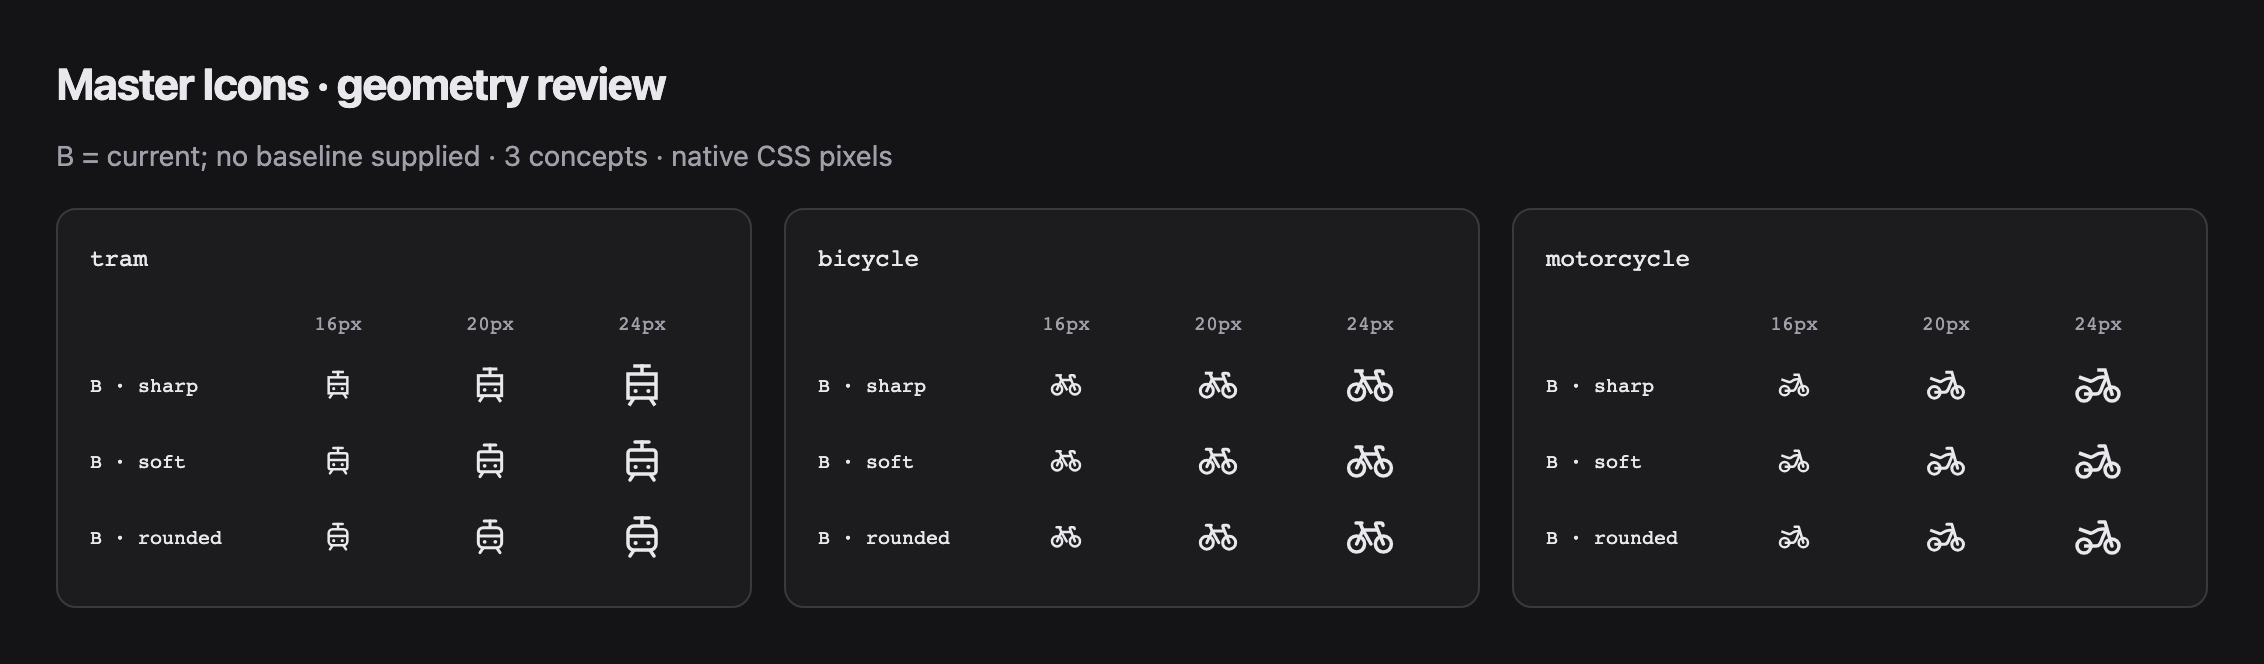 Master Icons · geometry review
B = current; no baseline supplied · 3 concepts · native CSS pixels
tram
16px 20px 24px
B · sharp
B · soft
B · rounded
bicycle
16px 20px 24px
B · sharp
B · soft
B · rounded
motorcycle
16px 20px 24px
B · sharp
B · soft
B · rounded